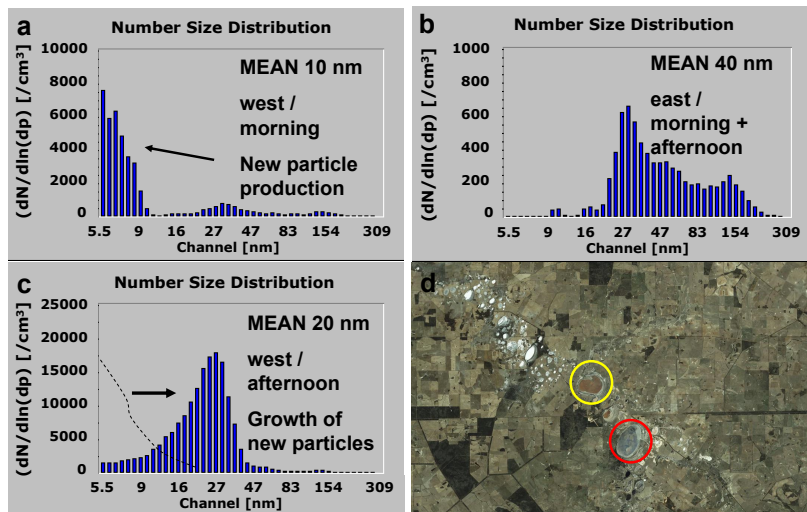 a
Number Size Distribution
(dN/dln(dp) [/cm³]
10000
8000
6000
4000
2000
0
MEAN 10 nm
west /
morning
New particle
production
5.5 9 16 27 47 83 154 309
Channel [nm]
b
Number Size Distribution
(dN/dln(dp) [/cm³]
1000
800
600
400
200
0
MEAN 40 nm
east /
morning +
afternoon
5.5 9 16 27 47 83 154 309
Channel [nm]
c
Number Size Distribution
(dN/dln(dp) [/cm³]
25000
20000
15000
10000
5000
0
MEAN 20 nm
west /
afternoon
Growth of
new particles
5.5 9 16 27 47 83 154 309
Channel [nm]
d